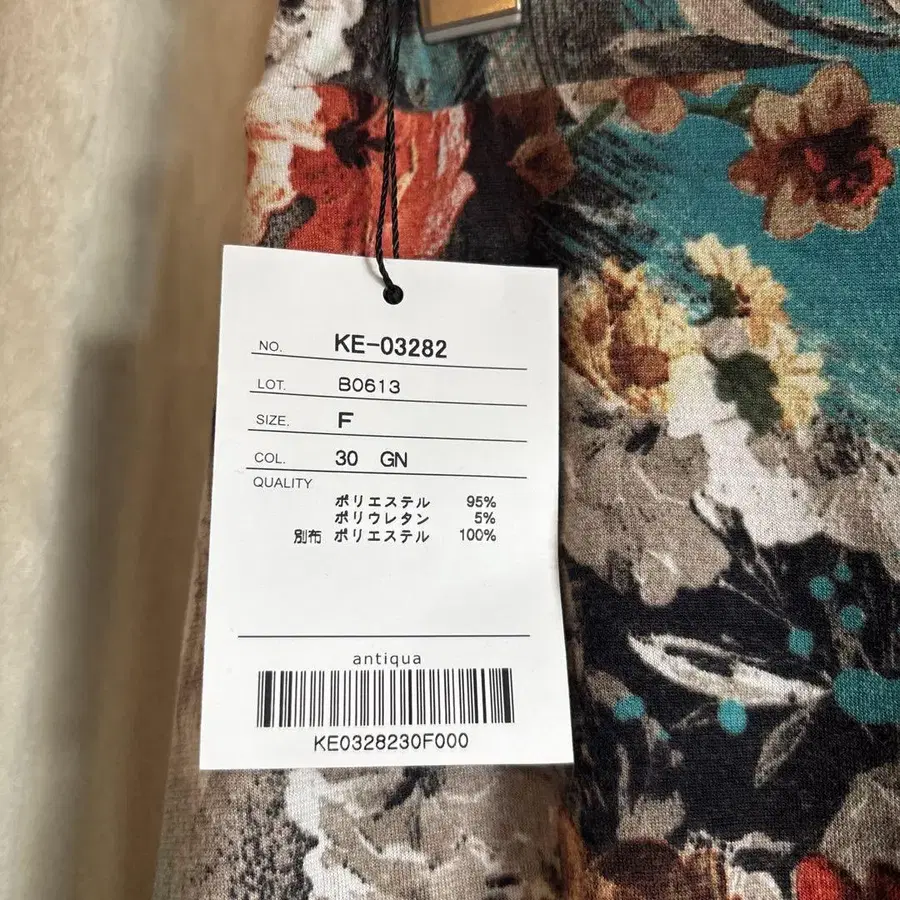 NO. KE-03282
LOT. B0613
SIZE. F
COL. 30 GN
QUALITY
ポリエステル 95%
ポリウレタン 5%
別布 ポリエステル 100%
antiqua
KE0328230F000